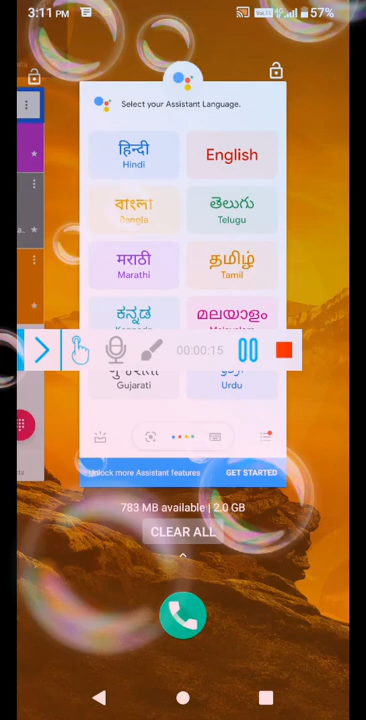 3:11 PM
57%
Select your Assistant Language.
हिन्दी
Hindi
English
বাংলা
Bangla
తెలుగు
Telugu
मराठी
Marathi
தமிழ்
Tamil
ಕನ್ನಡ
മലയാളം
00:00:15
Gujarati
Urdu
Unlock more Assistant features
GET STARTED
783 MB available | 2.0 GB
CLEAR ALL